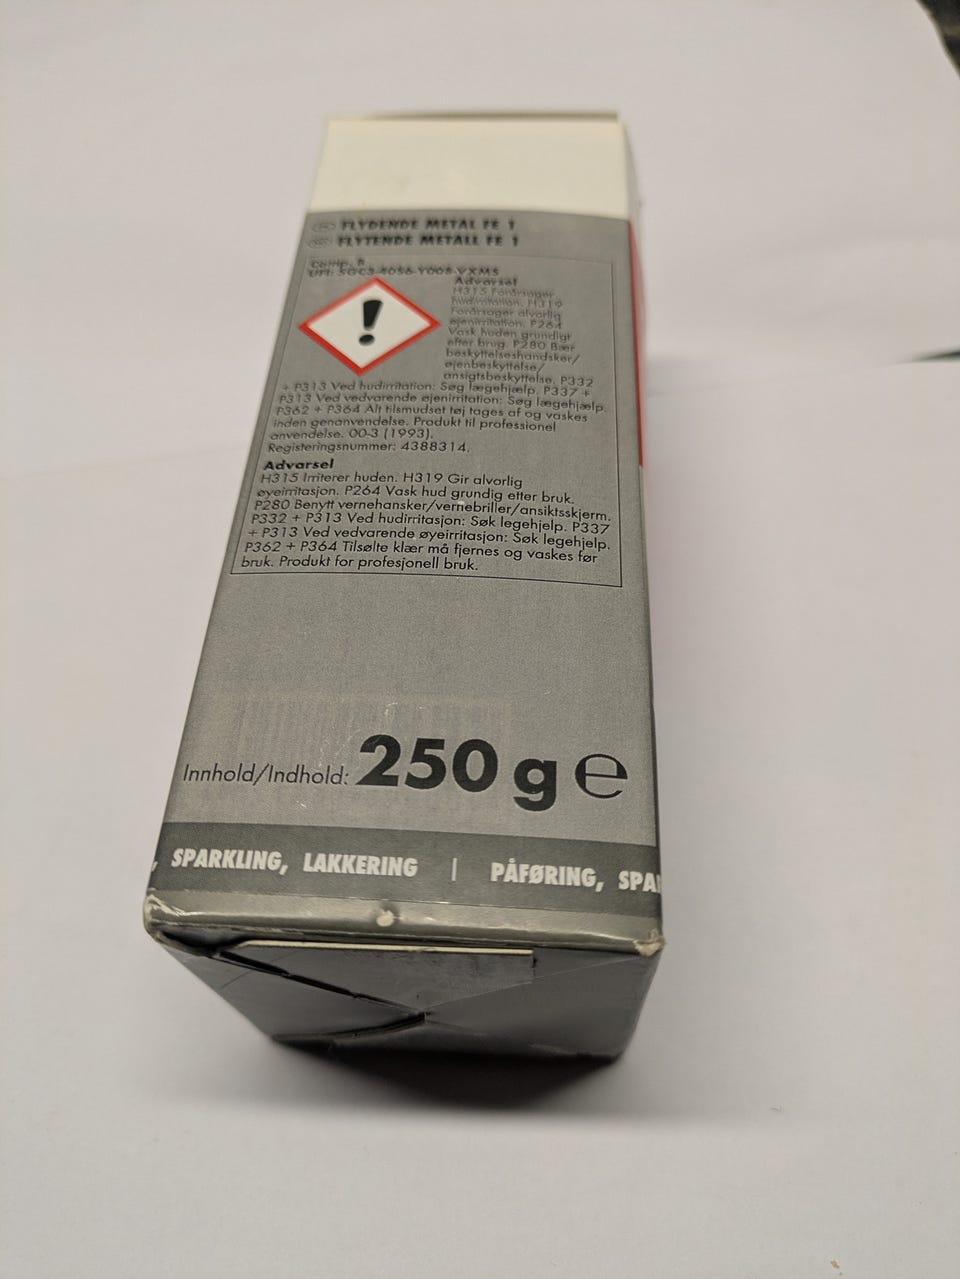 FLYDENDE METAL FE 1
FLYTENDE METALL FE 1
Comp. B
Advarsel
H315 Forårsager
hudirritation. H319
Forårsager alvorlig
øjenirritation. P264
Vask huden grundigt
efter brug. P280 Bær
beskyttelseshandsker/
øjenbeskyttelse/
ansigtsbeskyttelse. P332
+ P313 Ved hudirritation: Søg lægehjælp. P337 +
P313 Ved vedvarende øjenirritation: Søg lægehjælp.
P362 + P364 Alt tilsmudset tøj tages af og vaskes
inden genanvendelse. Produkt til professionel
anvendelse. 00-3 (1993).
Registeringsnummer: 4388314.
Advarsel
H315 Irriterer huden. H319 Gir alvorlig
øyeirritasjon. P264 Vask hud grundig etter bruk.
P280 Benytt vernehansker/vernebriller/ansiktsskjerm.
P332 + P313 Ved hudirritasjon: Søk legehjelp. P337
+ P313 Ved vedvarende øyeirritasjon: Søk legehjelp.
P362 + P364 Tilsølte klær må fjernes og vaskes før
bruk. Produkt for profesjonell bruk.
Innhold/Indhold: 250 g ℮
, SPARKLING, LAKKERING | PÅFØRING, SPA